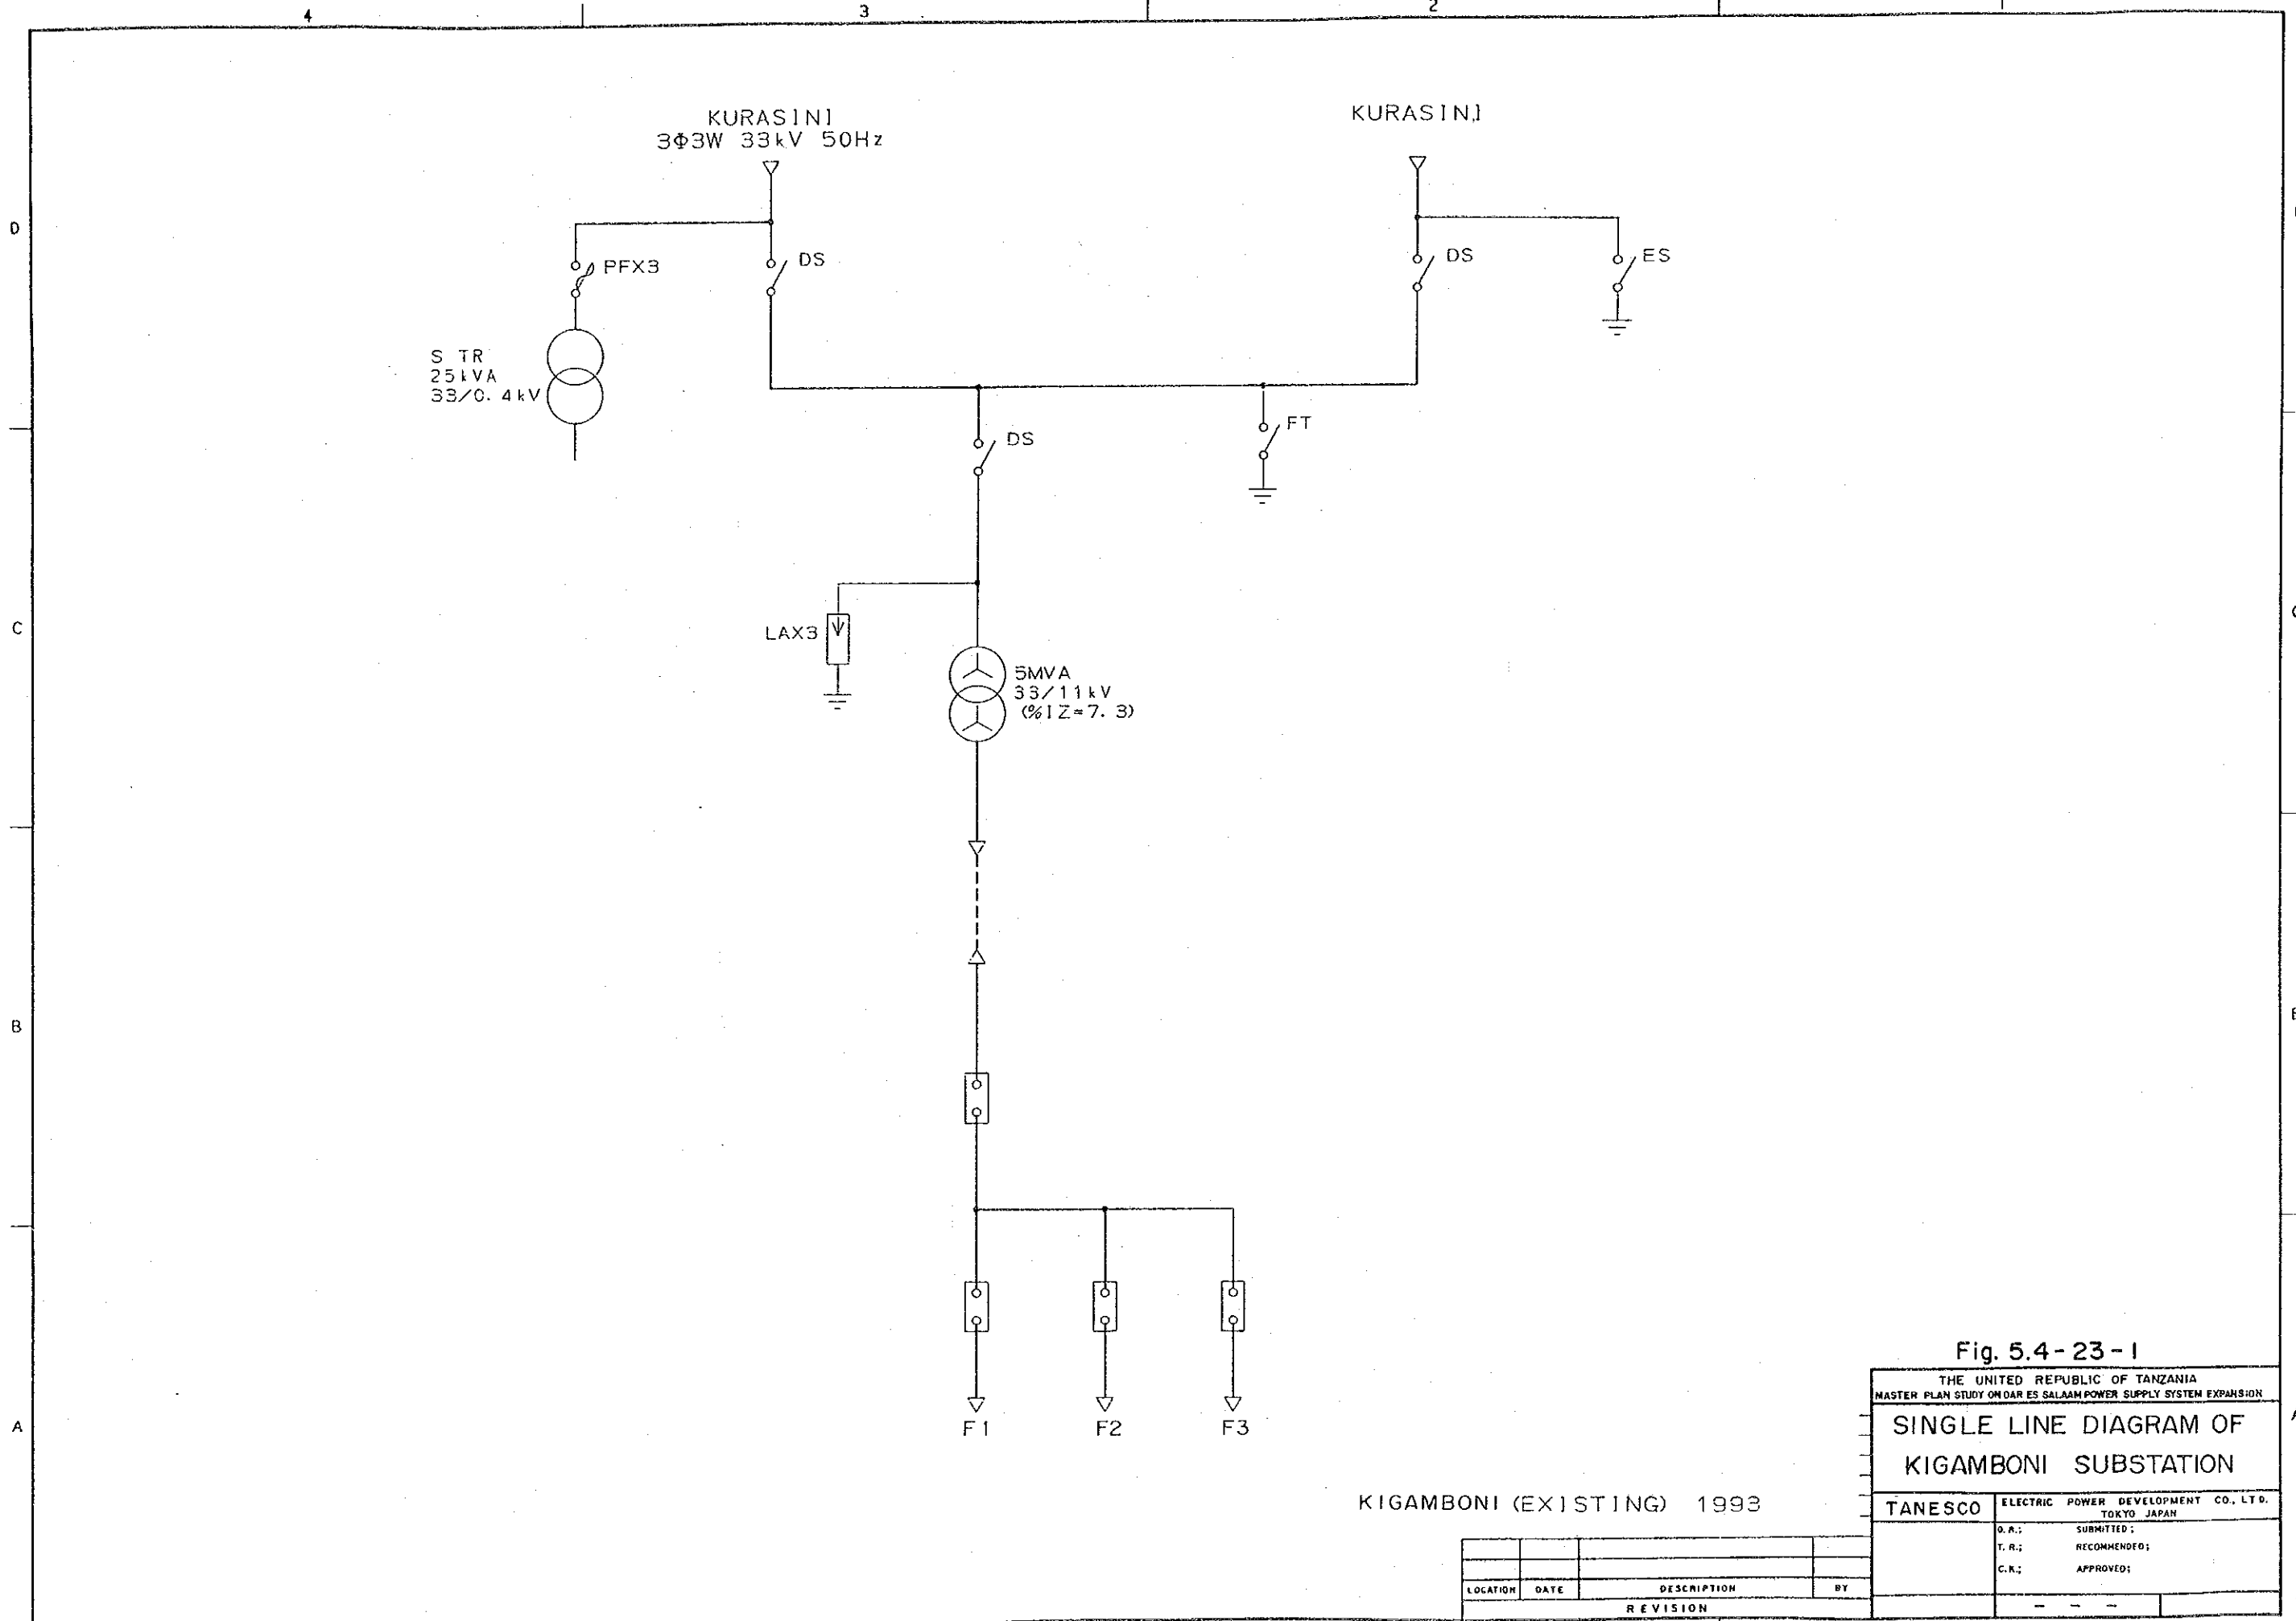 4
3
2
KURASINI
3Φ3W 33kV 50Hz
KURASINI
D
PFX3
DS
DS
ES
S TR
25kVA
33/0.4kV
DS
FT
C
LAX3
5MVA
33/11kV
(%IZ=7.3)
B
A
F1
F2
F3
Fig. 5.4-23-1
THE UNITED REPUBLIC OF TANZANIA
MASTER PLAN STUDY ON DAR ES SALAAM POWER SUPPLY SYSTEM EXPANSION
SINGLE LINE DIAGRAM OF
KIGAMBONI SUBSTATION
KIGAMBONI (EXISTING) 1993
TANESCO
ELECTRIC POWER DEVELOPMENT CO., LTD.
TOKYO JAPAN
SUBMITTED;
T. R.; RECOMMENDED;
C. K.; APPROVED;
LOCATION DATE DESCRIPTION BY
REVISION